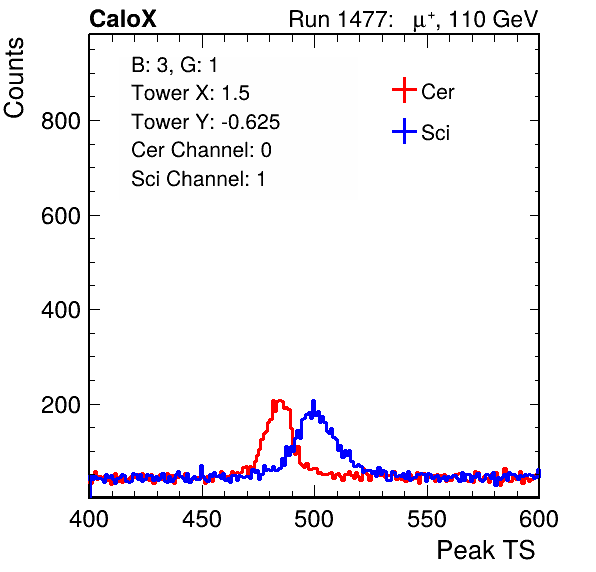 CaloX Run 1477: μ⁺, 110 GeV
Counts
B: 3, G: 1
Tower X: 1.5
Tower Y: -0.625
Cer Channel: 0
Sci Channel: 1
Cer
Sci
800
600
400
200
400 450 500 550 600
Peak TS